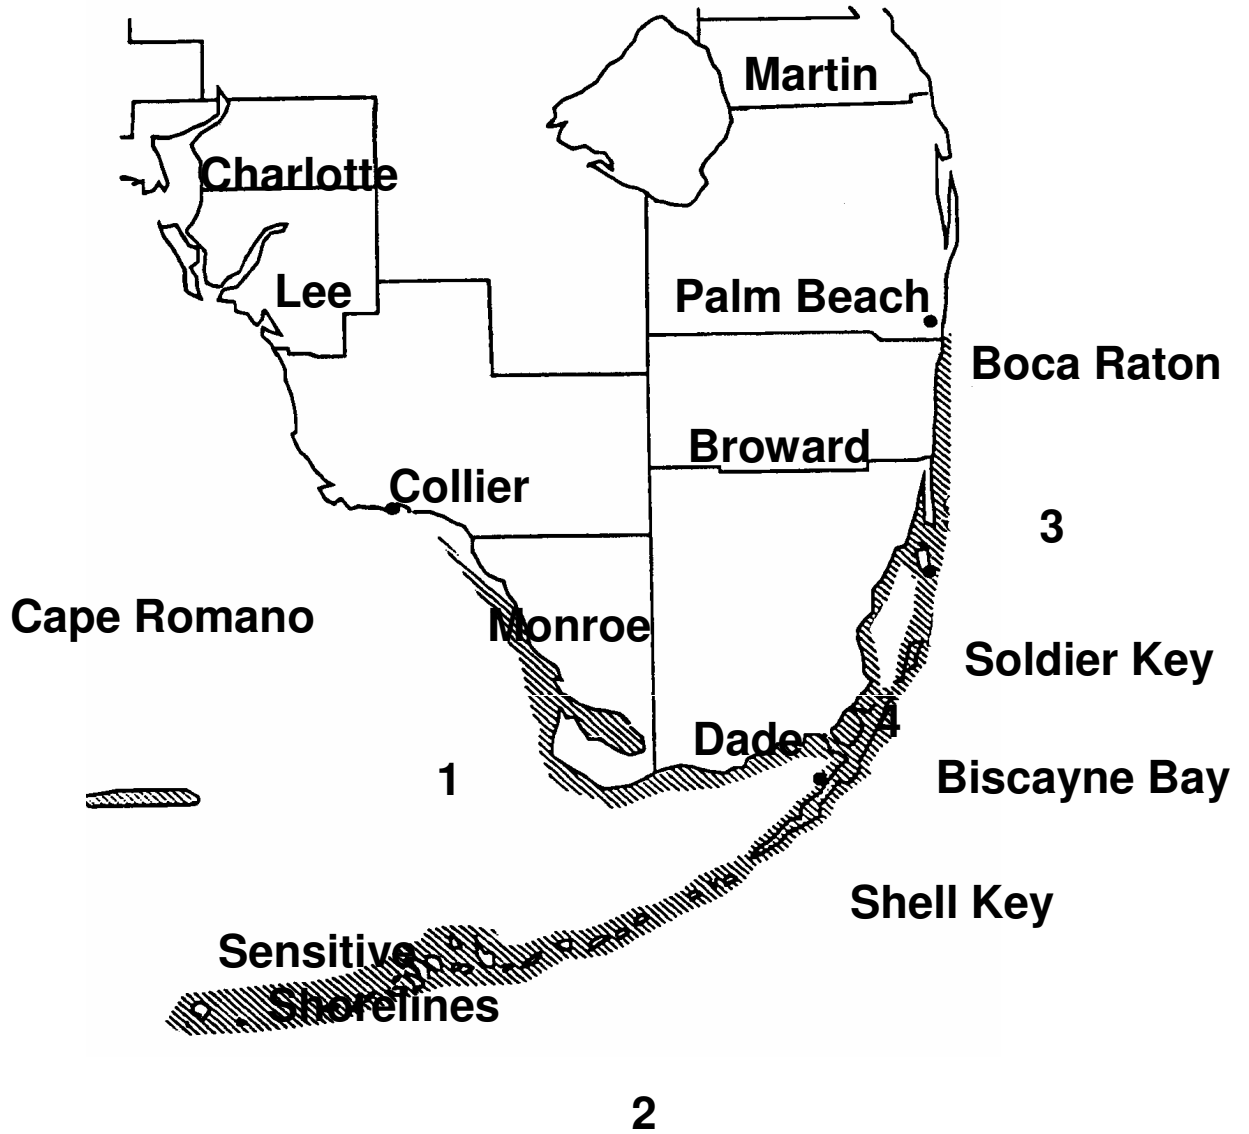 Martin
Charlotte
Lee
Palm Beach
Boca Raton
Broward
Collier
3
Cape Romano
Monroe
Soldier Key
4
Dade
1
Biscayne Bay
Shell Key
Sensitive
Shorelines
2